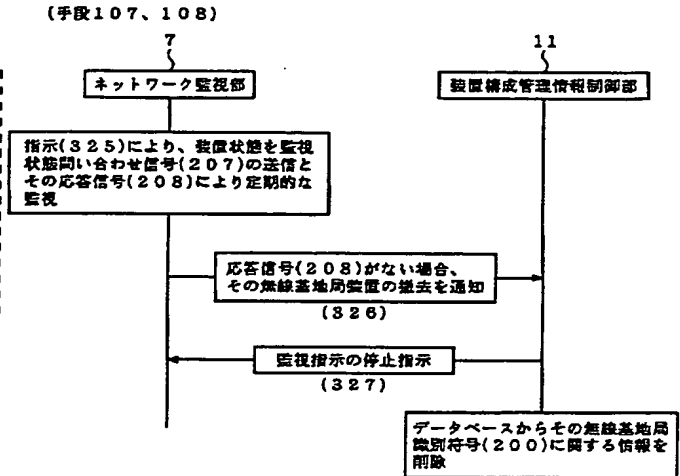 (手段107、108)
7
11
ネットワーク監視部
装置構成管理情報制御部
指示(325)により、装置状態を監視
状態問い合わせ信号(207)の送信と
その応答信号(208)により定期的な
監視
応答信号(208)がない場合、
その無線基地局装置の撤去を通知
(326)
監視指示の停止指示
(327)
データベースからその無線基地局
識別符号(200)に関する情報を
削除